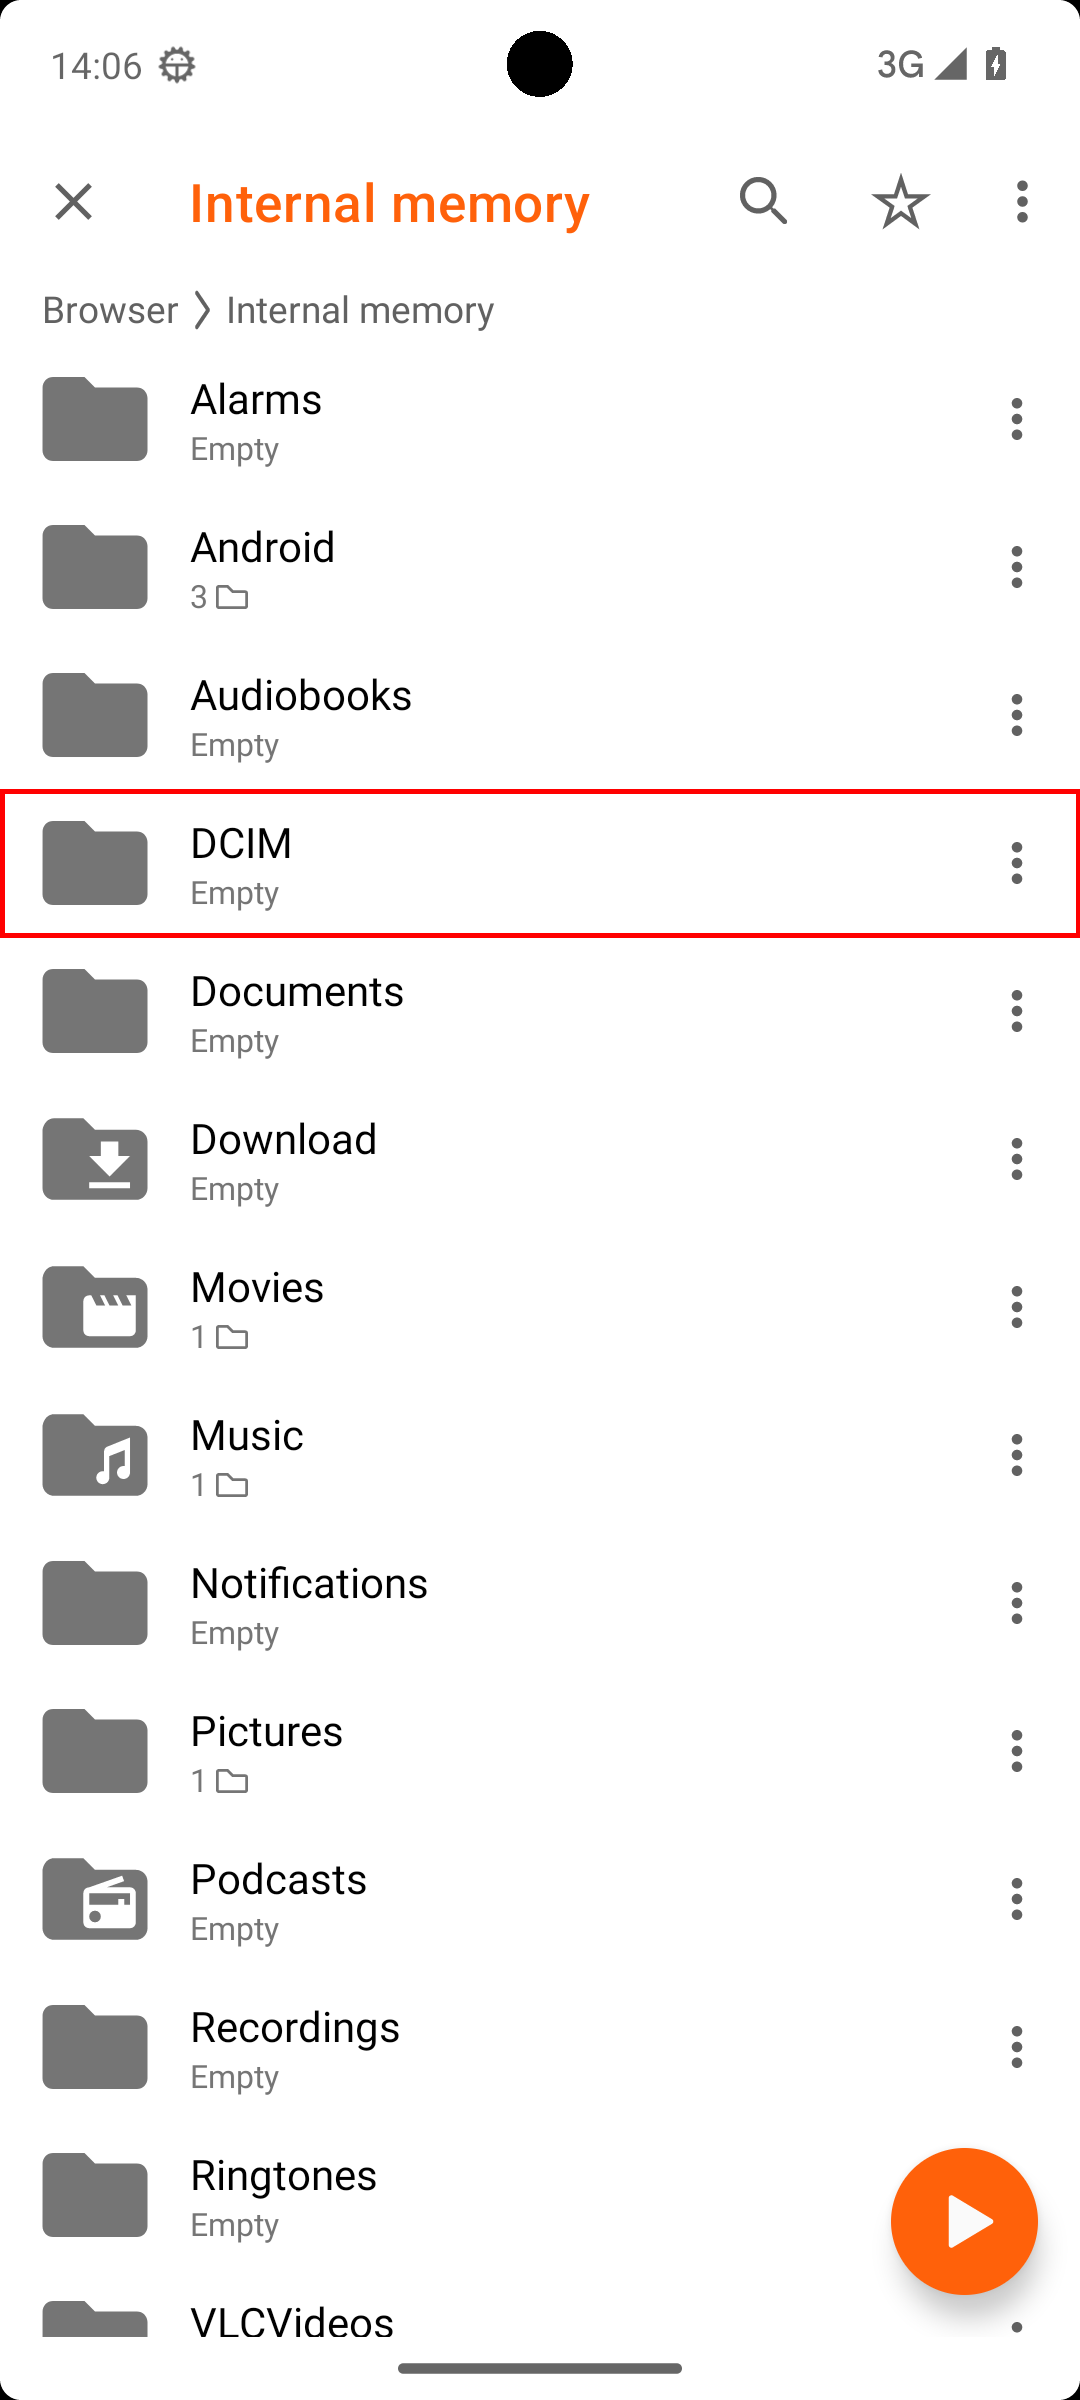 14:06
3G
Internal memory
Browser
Internal memory
Alarms
Empty
Android
3
Audiobooks
Empty
DCIM
Empty
Documents
Empty
Download
Empty
Movies
1
Music
1
Notifications
Empty
Pictures
1
Podcasts
Empty
Recordings
Empty
Ringtones
Empty
VLCVideos